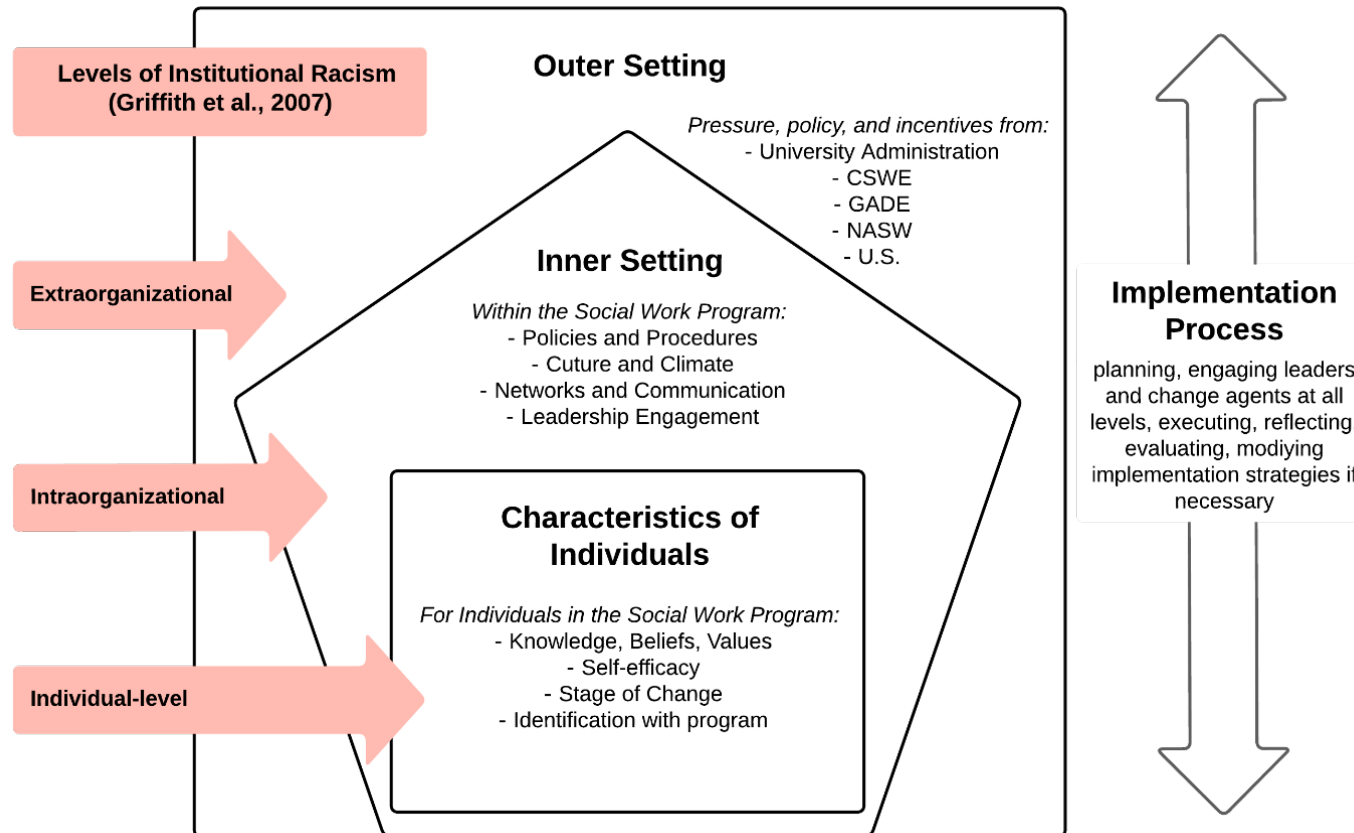 Levels of Institutional Racism
(Griffith et al., 2007)
Outer Setting
Pressure, policy, and incentives from:
- University Administration
- CSWE
- GADE
- NASW
- U.S.
Extraorganizational
Inner Setting
Within the Social Work Program:
- Policies and Procedures
- Cuture and Climate
- Networks and Communication
- Leadership Engagement
Intraorganizational
Characteristics of
Individuals
For Individuals in the Social Work Program:
- Knowledge, Beliefs, Values
- Self-efficacy
- Stage of Change
- Identification with program
Individual-level
Implementation
Process
planning, engaging leaders
and change agents at all
levels, executing, reflecting,
evaluating, modiying
implementation strategies if
necessary